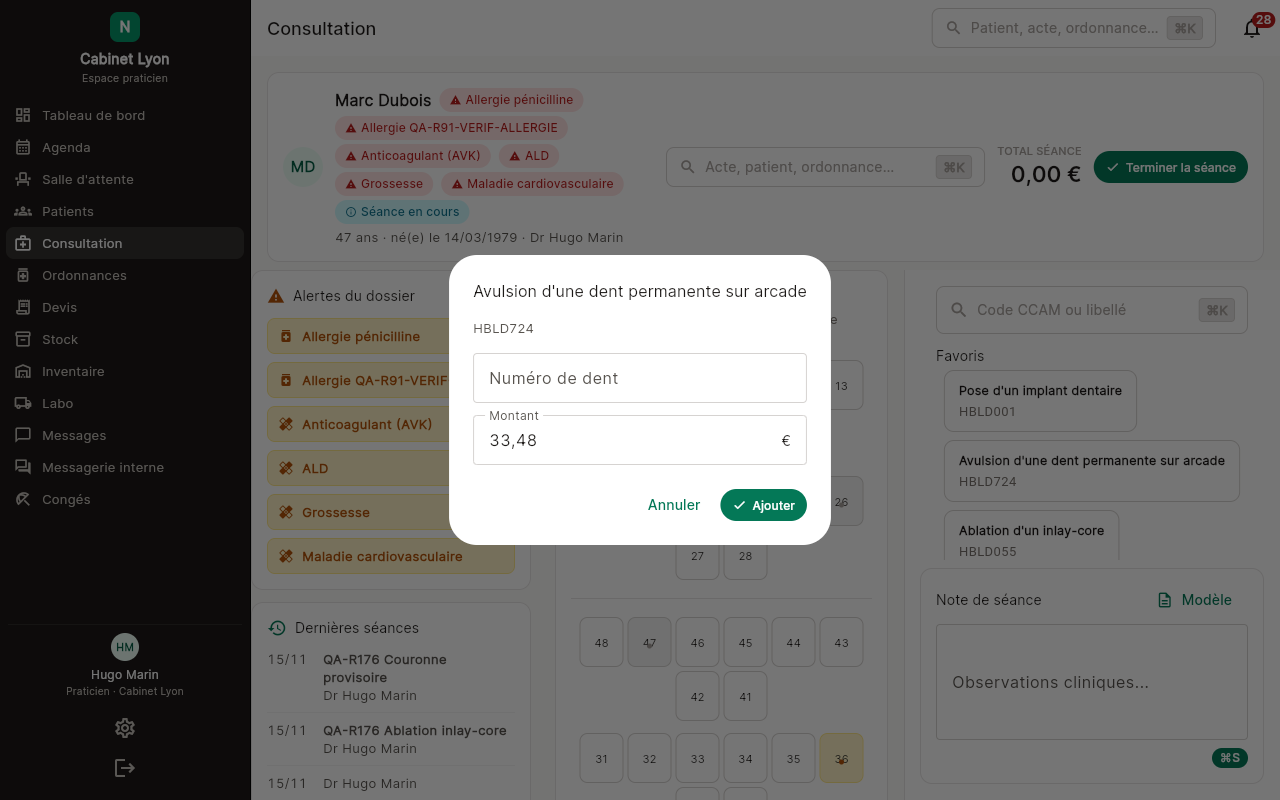 N
Cabinet Lyon
Espace praticien
Tableau de bord
Agenda
Salle d'attente
Patients
Consultation
Ordonnances
Devis
Stock
Inventaire
Labo
Messages
Messagerie interne
Congés
HM
Hugo Marin
Praticien · Cabinet Lyon
Consultation
Patient, acte, ordonnance...
⌘K
28
MD
Marc Dubois
Allergie pénicilline
Allergie QA-R91-VERIF-ALLERGIE
Anticoagulant (AVK)
ALD
Grossesse
Maladie cardiovasculaire
Séance en cours
47 ans · né(e) le 14/03/1979 · Dr Hugo Marin
Acte, patient, ordonnance...
⌘K
TOTAL SÉANCE
0,00 €
Terminer la séance
Alertes du dossier
Allergie pénicilline
Allergie QA-R91-VERIF
Anticoagulant (AVK)
ALD
Grossesse
Maladie cardiovasculaire
Dernières séances
15/11
QA-R176 Couronne
provisoire
Dr Hugo Marin
15/11
QA-R176 Ablation inlay-core
Dr Hugo Marin
15/11
Dr Hugo Marin
Avulsion d'une dent permanente sur arcade
HBLD724
Numéro de dent
Montant
33,48
€
Annuler
Ajouter
e
13
26
27
28
48
47
46
45
44
43
42
41
31
32
33
34
35
36
Code CCAM ou libellé
⌘K
Favoris
Pose d'un implant dentaire
HBLD001
Avulsion d'une dent permanente sur arcade
HBLD724
Ablation d'un inlay-core
HBLD055
Note de séance
Modèle
Observations cliniques...
⌘S